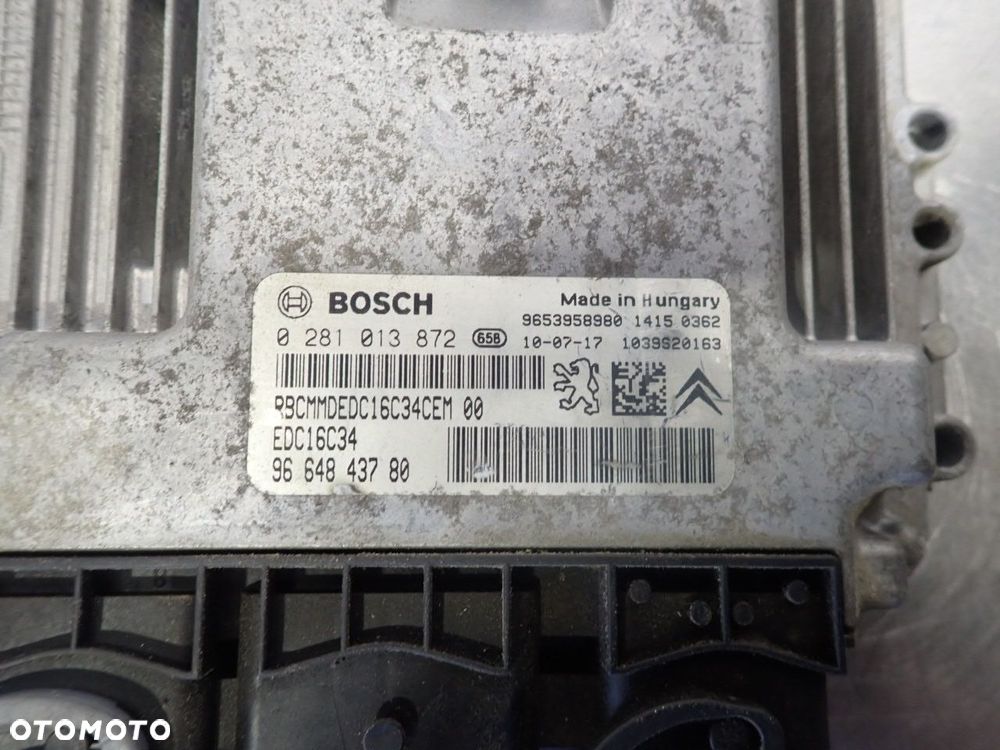 BOSCH
Made in Hungary
9653958980 1415 0362
0 281 013 872 658 10-07-17 1039S20163
RBCMMDEDC16C34CEM 00
EDC16C34
96 648 437 80
OTOMOTO